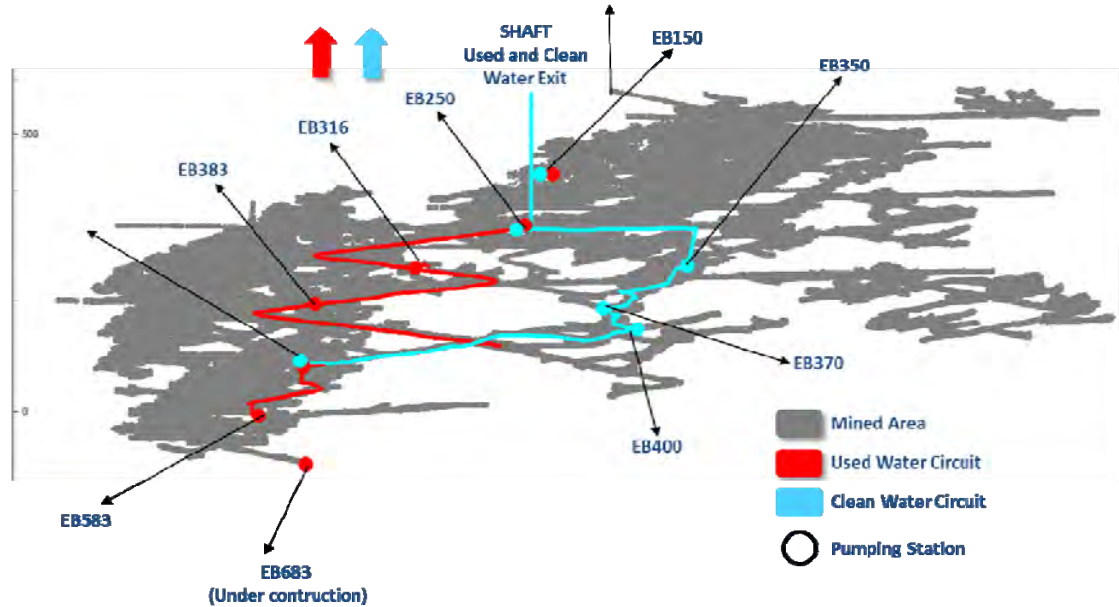 SHAFT
Used and Clean
Water Exit
EB150
EB350
EB250
EB316
EB383
500
0
EB370
EB400
EB583
EB683
(Under contruction)
Mined Area
Used Water Circuit
Clean Water Circuit
Pumping Station